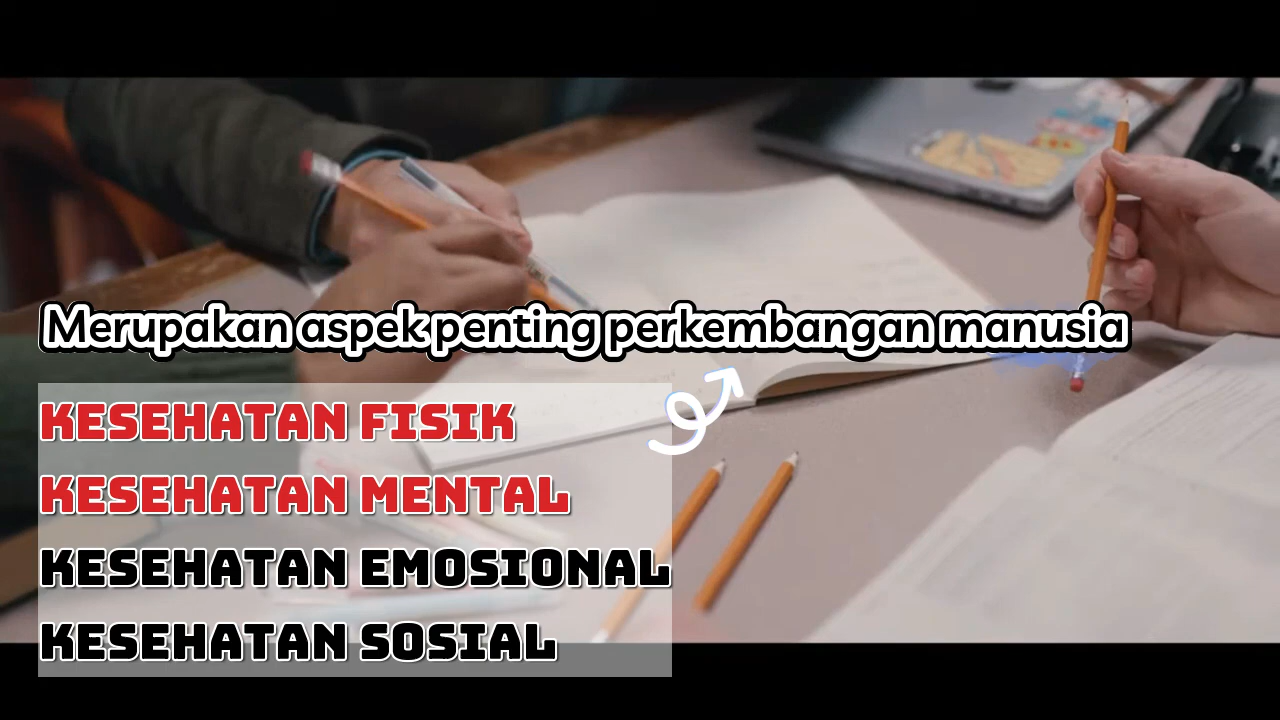 Merupakan aspek penting perkembangan manusia
KESEHATAN FISIK
KESEHATAN MENTAL
KESEHATAN EMOSIONAL
KESEHATAN SOSIAL